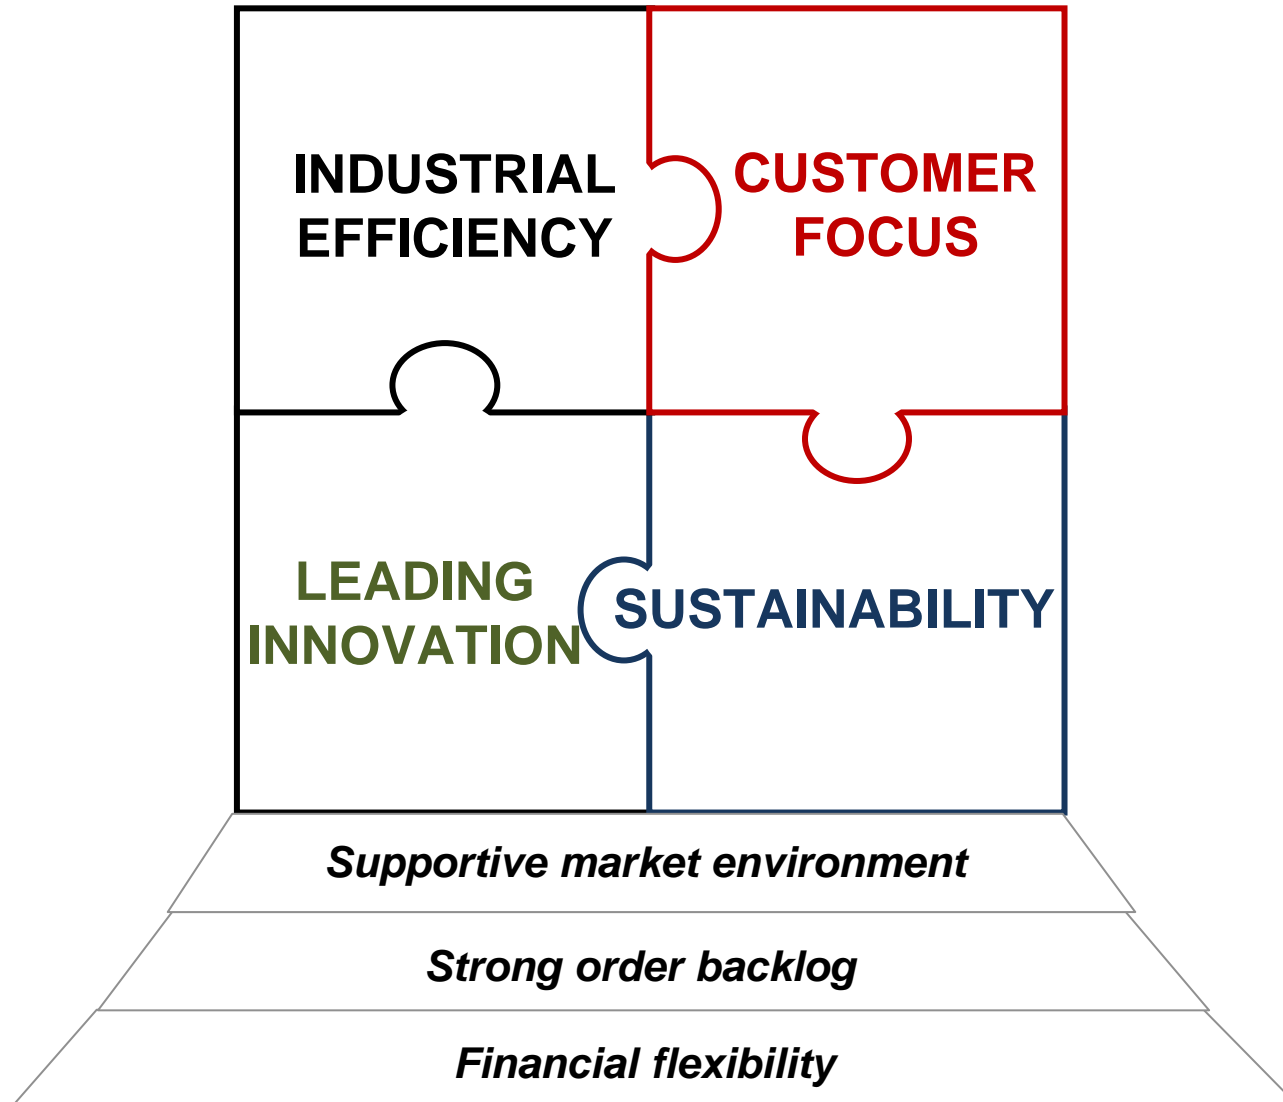 INDUSTRIAL
EFFICIENCY
CUSTOMER
FOCUS
LEADING
INNOVATION
SUSTAINABILITY
Supportive market environment
Strong order backlog
Financial flexibility